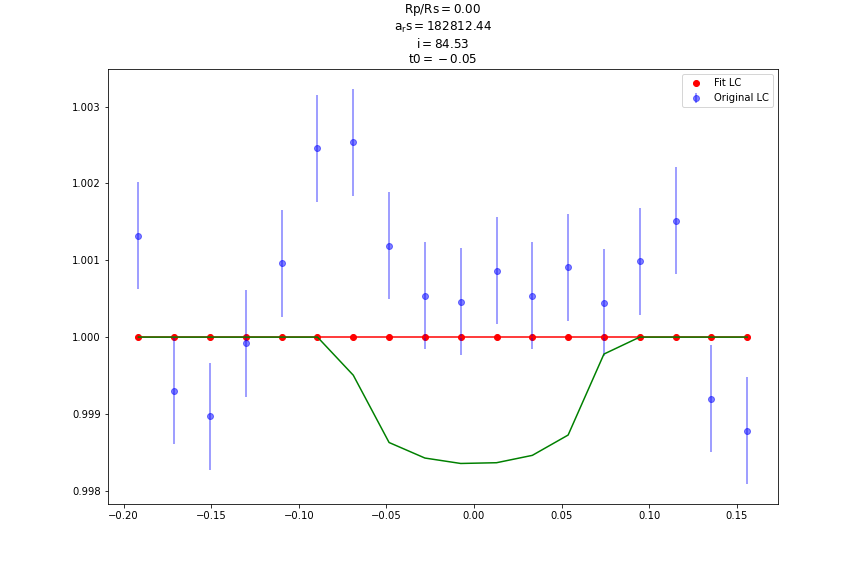 Rp/Rs = 0.00
a_rs = 182812.44
i = 84.53
t0 = −0.05
Fit LC
Original LC
1.003
1.002
1.001
1.000
0.999
0.998
−0.20 −0.15 −0.10 −0.05 0.00 0.05 0.10 0.15